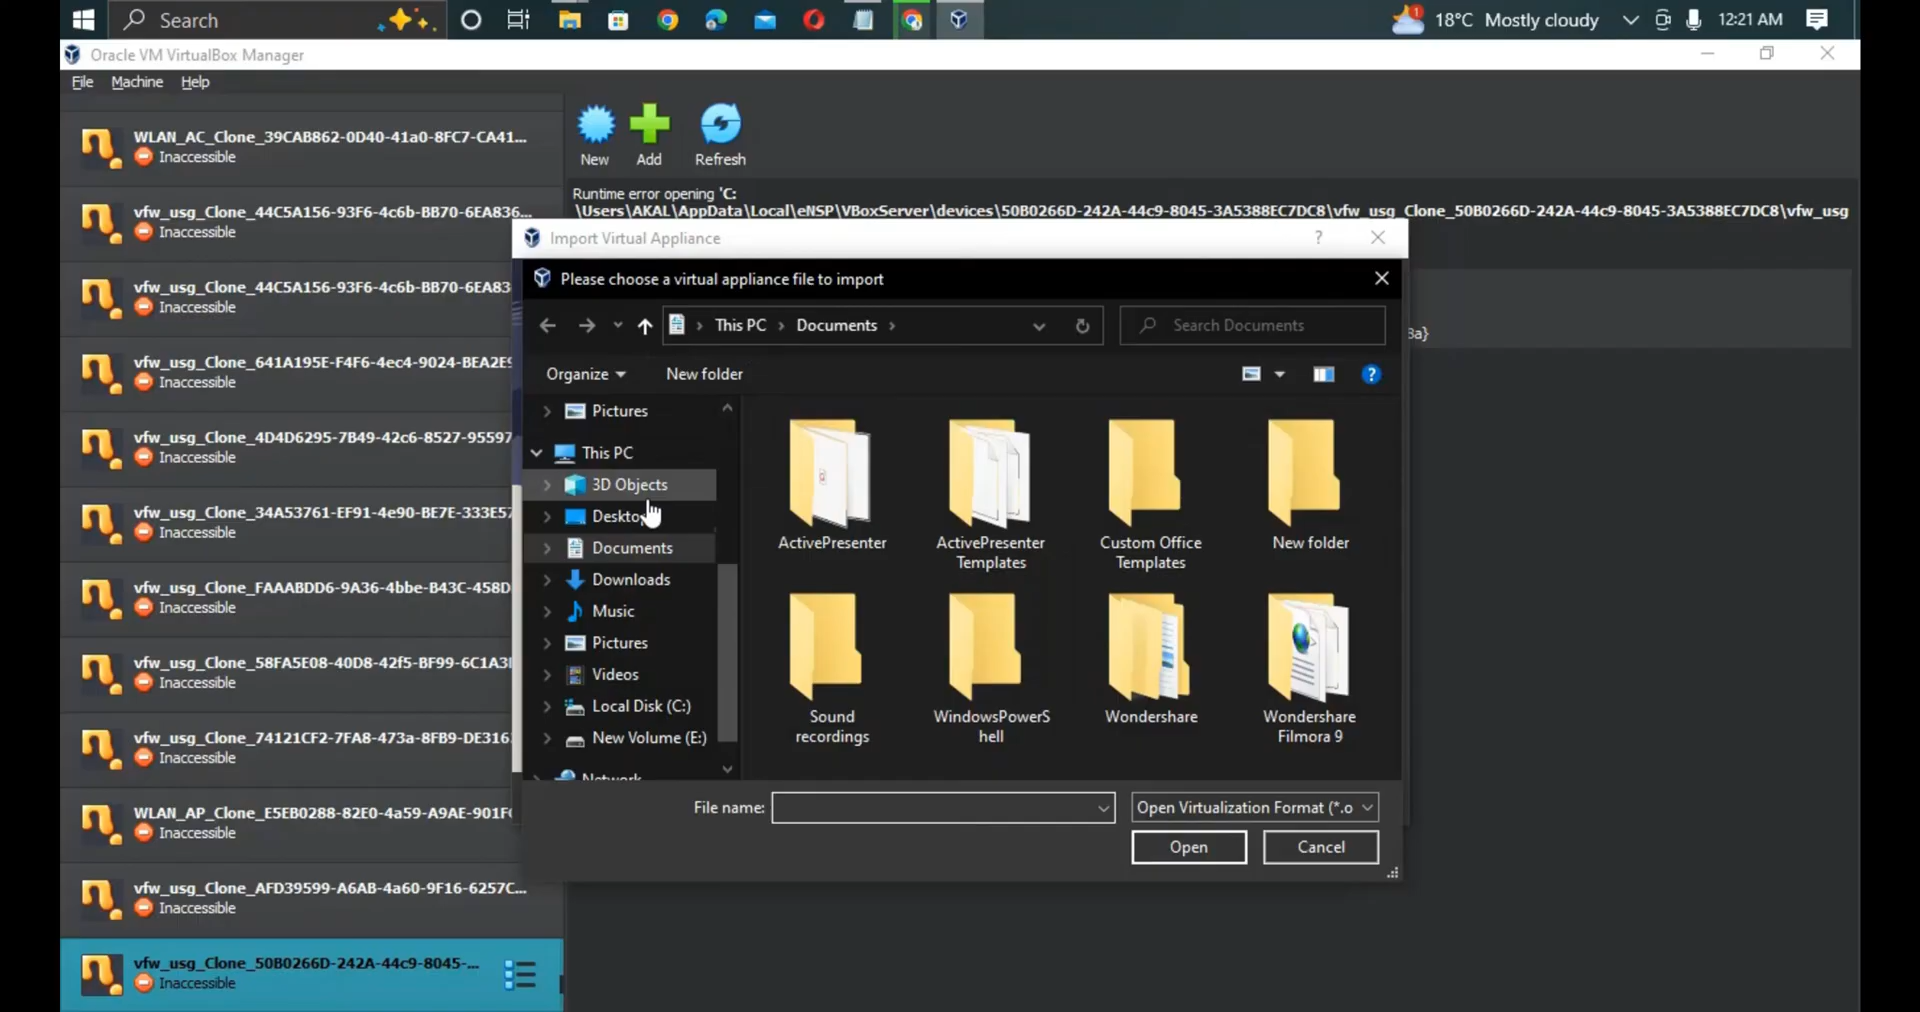 Search
18°C Mostly cloudy
12:21 AM
Oracle VM VirtualBox Manager
File Machine Help
WLAN_AC_Clone_39CAB862-0D40-41a0-8FC7-CA41...
Inaccessible
vfw_usg_Clone_44C5A156-93F6-4c6b-BB70-6EA836...
Inaccessible
vfw_usg_Clone_44C5A156-93F6-4c6b-BB70-6EA83
Inaccessible
vfw_usg_Clone_641A195E-F4F6-4ec4-9024-BEA2E9
Inaccessible
vfw_usg_Clone_4D4D6295-7B49-42c6-8527-95597
Inaccessible
vfw_usg_Clone_34A53761-EF91-4e90-BE7E-333E57
Inaccessible
vfw_usg_Clone_FAAABDD6-9A36-4bbe-B43C-458D
Inaccessible
vfw_usg_Clone_58FA5E08-40D8-42f5-BF99-6C1A3
Inaccessible
vfw_usg_Clone_74121CF2-7FA8-473a-8FB9-DE316
Inaccessible
WLAN_AP_Clone_E5EB0288-82E0-4a59-A9AE-901F
Inaccessible
vfw_usg_Clone_AFD39599-A6AB-4a60-9F16-6257C...
Inaccessible
vfw_usg_Clone_50B0266D-242A-44c9-8045-...
Inaccessible
New Add Refresh
Runtime error opening 'C:
\Users\AKAL\AppData\Local\eNSP\VBoxServer\devices\50B0266D-242A-44c9-8045-3A5388EC7DC8\vfw_usg_Clone_50B0266D-242A-44c9-8045-3A5388EC7DC8\vfw_usg
8a}
Import Virtual Appliance
?
Please choose a virtual appliance file to import
This PC > Documents >
Search Documents
Organize New folder
?
Pictures
This PC
3D Objects
Documents
Downloads
Music
Pictures
Videos
Local Disk (C:)
New Volume (E:)
Network
ActivePresenter
ActivePresenter
Templates
Custom Office
Templates
New folder
Sound
recordings
WindowsPowerS
hell
Wondershare
Wondershare
Filmora 9
File name:
Open Virtualization Format (*.o
Open Cancel